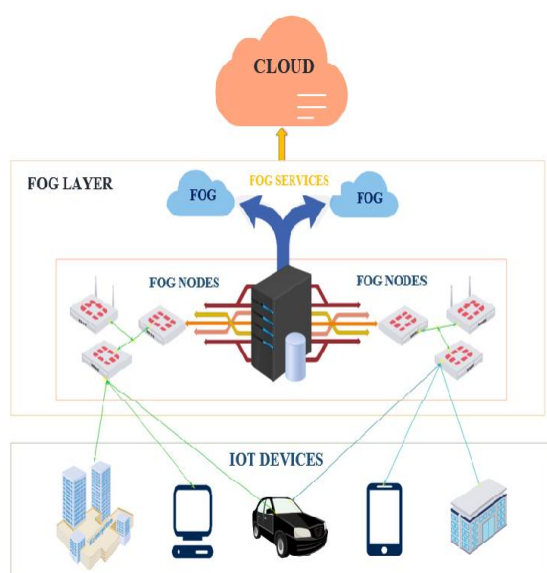 CLOUD
FOG LAYER
FOG SERVICES
FOG
FOG
FOG NODES
FOG NODES
IOT DEVICES